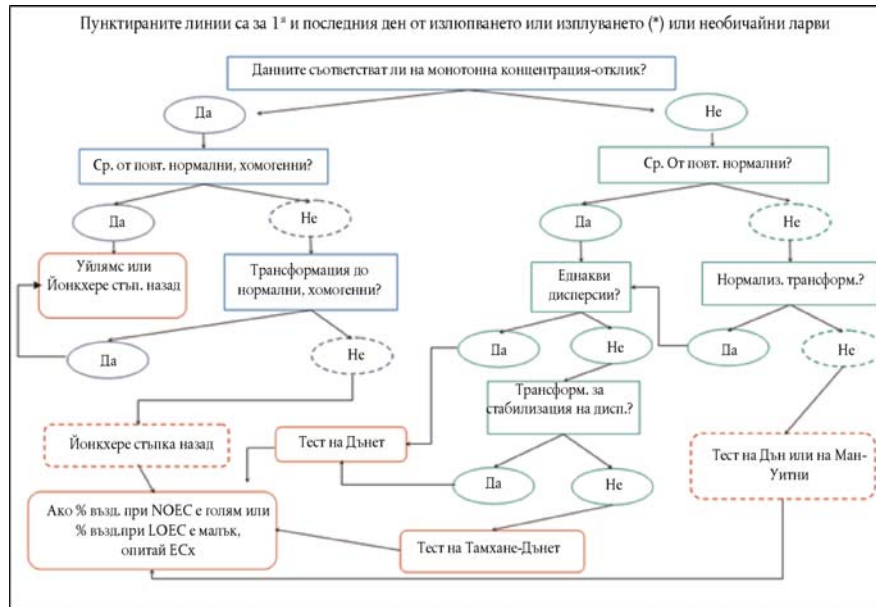 Пунктираните линии са за 1ᵃ и последния ден от излюпването или изплуването (*) или необичайни ларви
Данните съответстват ли на монотонна концентрация-отклик?
Да
Не
Ср. от повт. нормални, хомогенни?
Ср. От повт. нормални?
Да
Не
Да
Не
Уйлямс или
Йонкхере стъп. назад
Трансформация до
нормални, хомогенни?
Еднакви
дисперсии?
Нормализ. трансформ.?
Да
Не
Да
Не
Да
Не
Трансформ. за
стабилизация на дисп.?
Йонкхере стъпка назад
Тест на Дънет
Тест на Дън или на Ман-
Уитни
Да
Не
Ако % възд. при NOEC е голям или
% възд.при LOEC е малък,
опитай ECx
Тест на Тамхане-Дънет